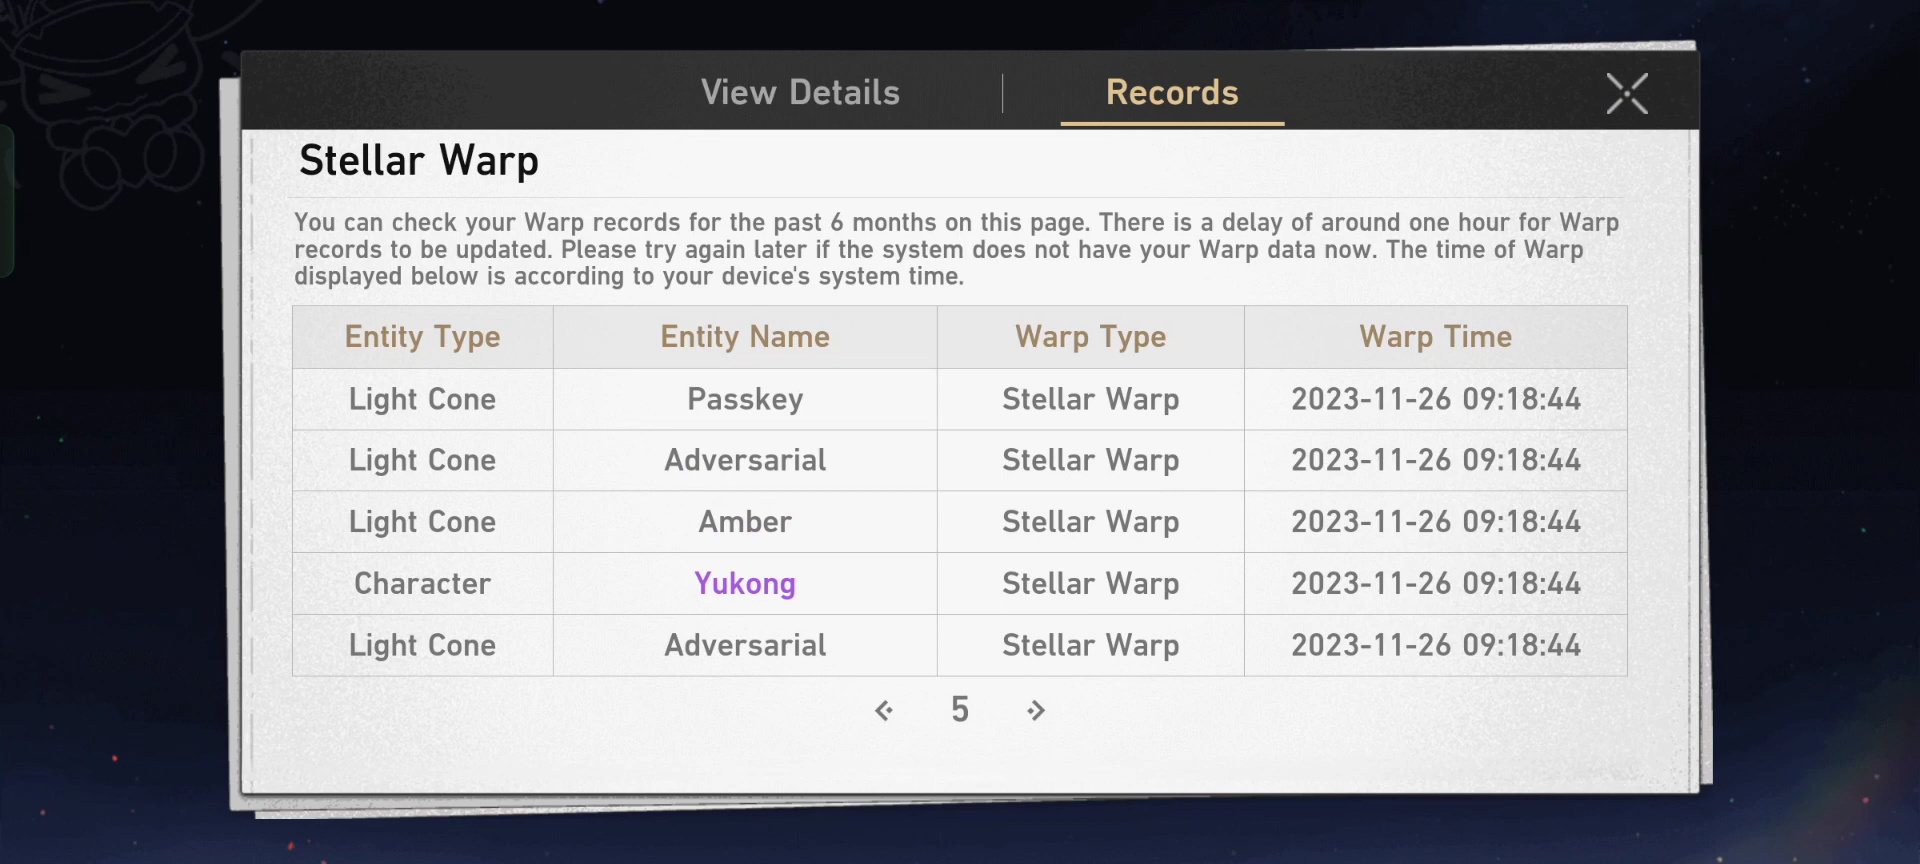 View Details Records
Stellar Warp
You can check your Warp records for the past 6 months on this page. There is a delay of around one hour for Warp
records to be updated. Please try again later if the system does not have your Warp data now. The time of Warp
displayed below is according to your device's system time.
Entity Type Entity Name Warp Type Warp Time
Light Cone Passkey Stellar Warp 2023-11-26 09:18:44
Light Cone Adversarial Stellar Warp 2023-11-26 09:18:44
Light Cone Amber Stellar Warp 2023-11-26 09:18:44
Character Yukong Stellar Warp 2023-11-26 09:18:44
Light Cone Adversarial Stellar Warp 2023-11-26 09:18:44
5